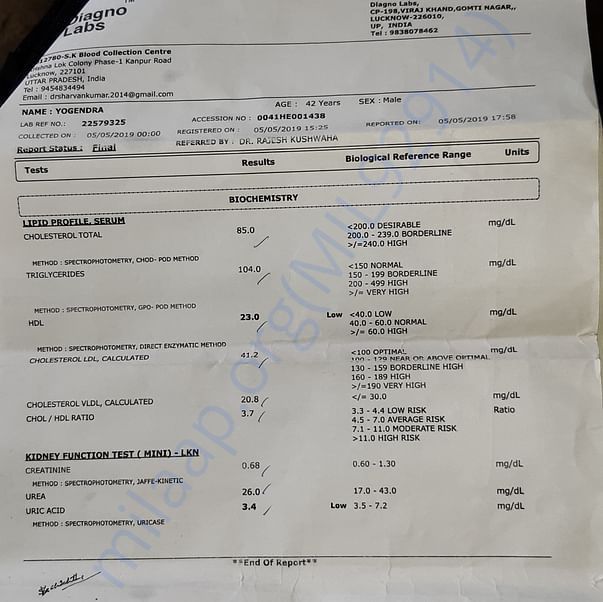 Diagno
Labs
TM
Diagno Labs,
CP-198,VIRAJ KHAND,GOMTI NAGAR,,
LUCKNOW-226010,
UP, INDIA
Tel : 9838078462
12780-S.K Blood Collection Centre
Lok Colony Phase-1 Kanpur Road
Lucknow, 227101
UTTAR PRADESH, India
Tel : 9454834494
Email : drsharvankumar.2014@gmail.com
NAME : YOGENDRA
AGE : 42 Years
SEX : Male
LAB REF NO.: 22579325
ACCESSION NO : 0041HE001438
COLLECTED ON : 05/05/2019 00:00
REGISTERED ON : 05/05/2019 15:25
REPORTED ON: 05/05/2019 17:58
Report Status : Final
REFERRED BY : DR. RAJESH KUSHWAHA
Tests Results Biological Reference Range Units
BIOCHEMISTRY
LIPID PROFILE, SERUM
CHOLESTEROL TOTAL 85.0 <200.0 DESIRABLE mg/dL
200.0 - 239.0 BORDERLINE
>/=240.0 HIGH
METHOD : SPECTROPHOTOMETRY, CHOD- POD METHOD
TRIGLYCERIDES 104.0 <150 NORMAL mg/dL
150 - 199 BORDERLINE
200 - 499 HIGH
>/= VERY HIGH
METHOD : SPECTROPHOTOMETRY, GPO- POD METHOD
HDL 23.0 Low <40.0 LOW mg/dL
40.0 - 60.0 NORMAL
>/= 60.0 HIGH
METHOD : SPECTROPHOTOMETRY, DIRECT ENZYMATIC METHOD
CHOLESTEROL LDL, CALCULATED 41.2 <100 OPTIMAL mg/dL
100 - 129 NEAR OR ABOVE OPTIMAL
130 - 159 BORDERLINE HIGH
160 - 189 HIGH
>/=190 VERY HIGH
CHOLESTEROL VLDL, CALCULATED 20.8 </= 30.0 mg/dL
CHOL / HDL RATIO 3.7 3.3 - 4.4 LOW RISK Ratio
4.5 - 7.0 AVERAGE RISK
7.1 - 11.0 MODERATE RISK
>11.0 HIGH RISK
KIDNEY FUNCTION TEST ( MINI) - LKN
CREATININE 0.68 0.60 - 1.30 mg/dL
METHOD : SPECTROPHOTOMETRY, JAFFE-KINETIC
UREA 26.0 17.0 - 43.0 mg/dL
URIC ACID 3.4 Low 3.5 - 7.2 mg/dL
METHOD : SPECTROPHOTOMETRY, URICASE
**End Of Report**
milaap.org(MIL92914)